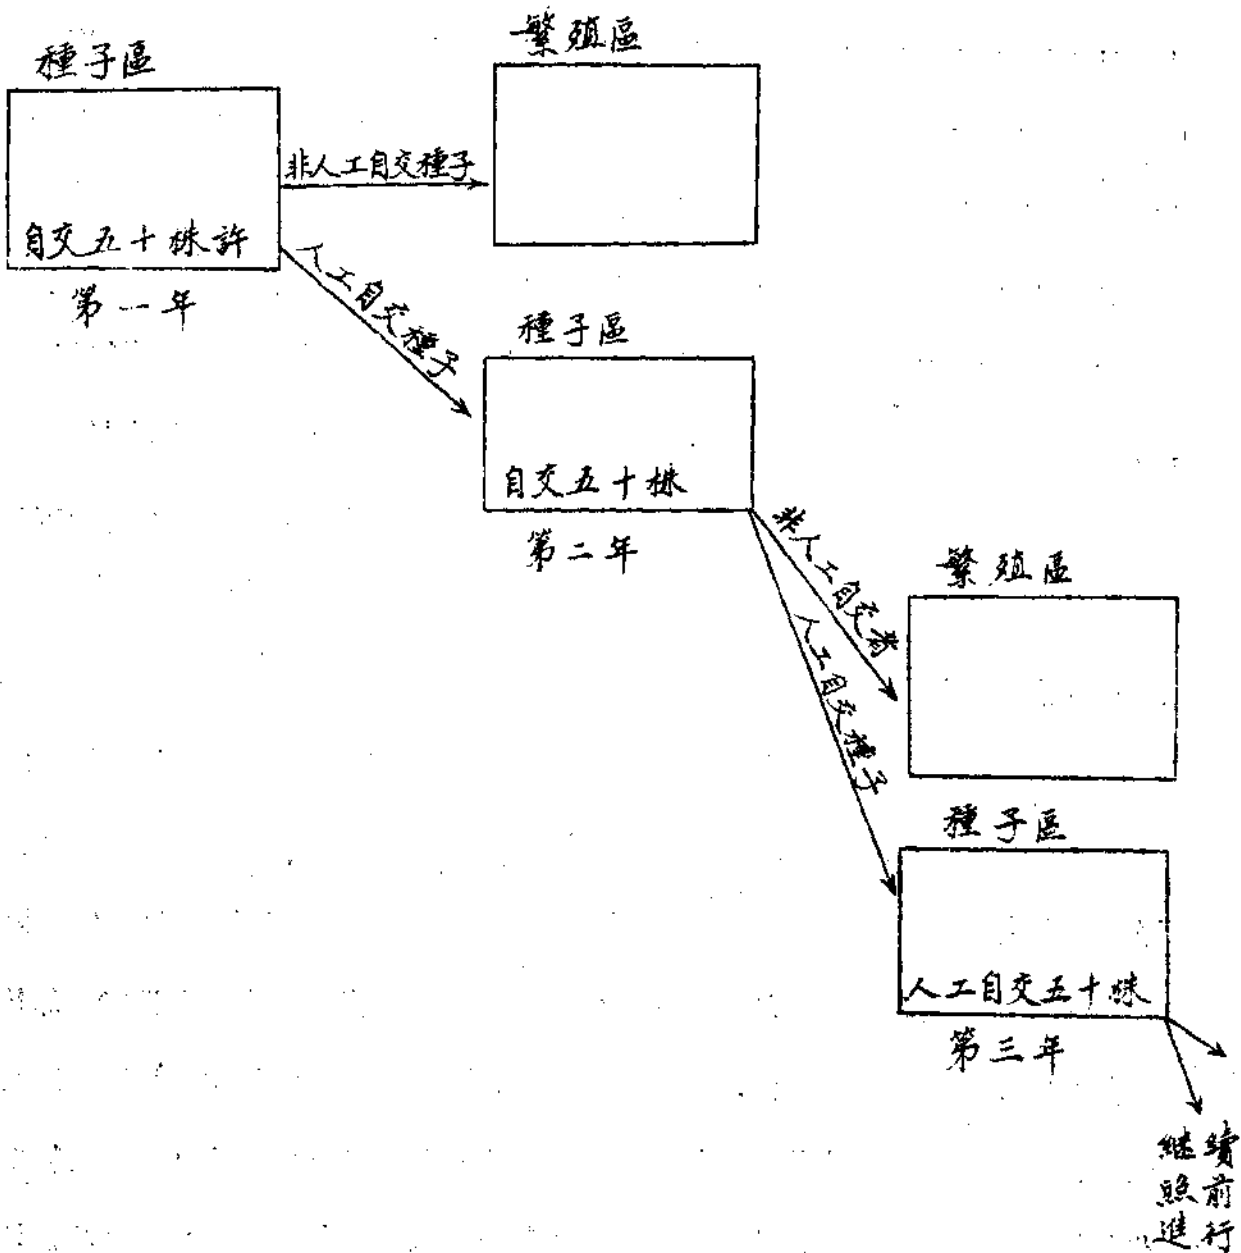 種子區
自交五十株許
第一年
非人工自交種子
繁殖區
人工自交種子
種子區
自交五十株
第二年
非人工自交者
繁殖區
人工自交種子
種子區
人工自交五十株
第三年
繼續
照前
進行